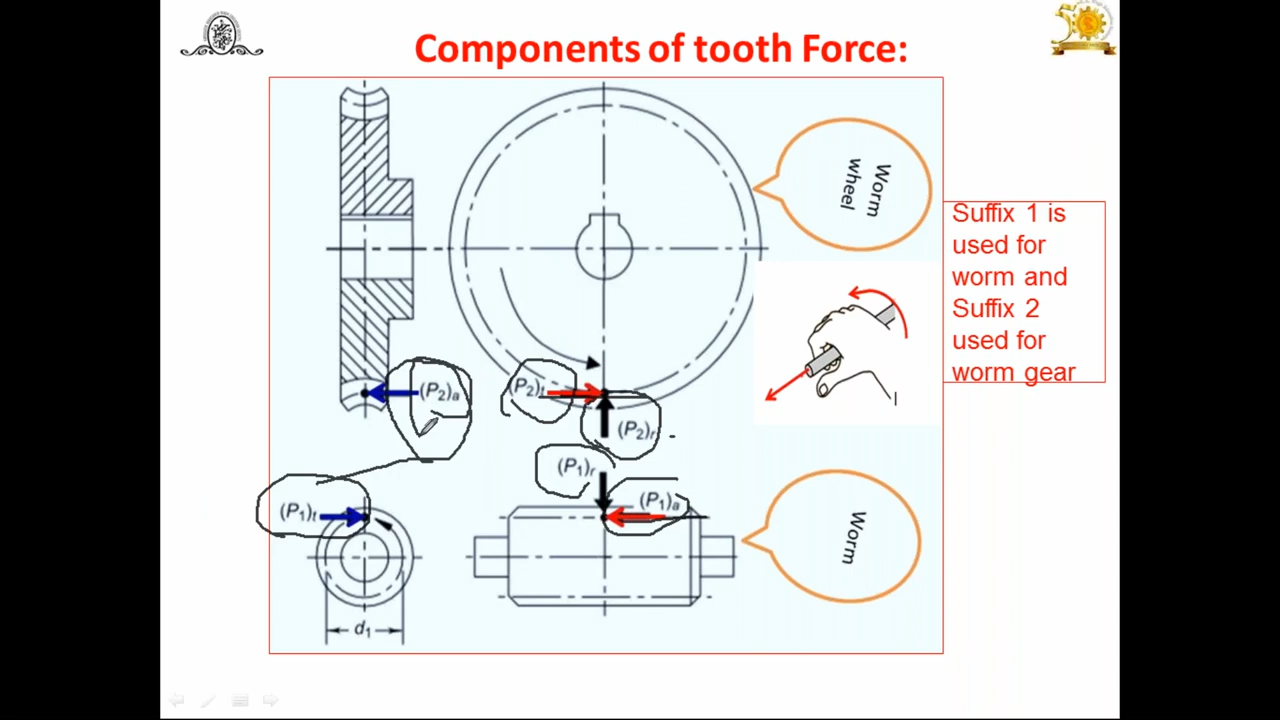 Components of tooth Force:
Worm
wheel
Suffix 1 is
used for
worm and
Suffix 2
used for
worm gear
(P₂)ₐ
(P₂)ₜ
(P₂)ᵣ
(P₁)ᵣ
(P₁)ₜ
(P₁)ₐ
Worm
d₁